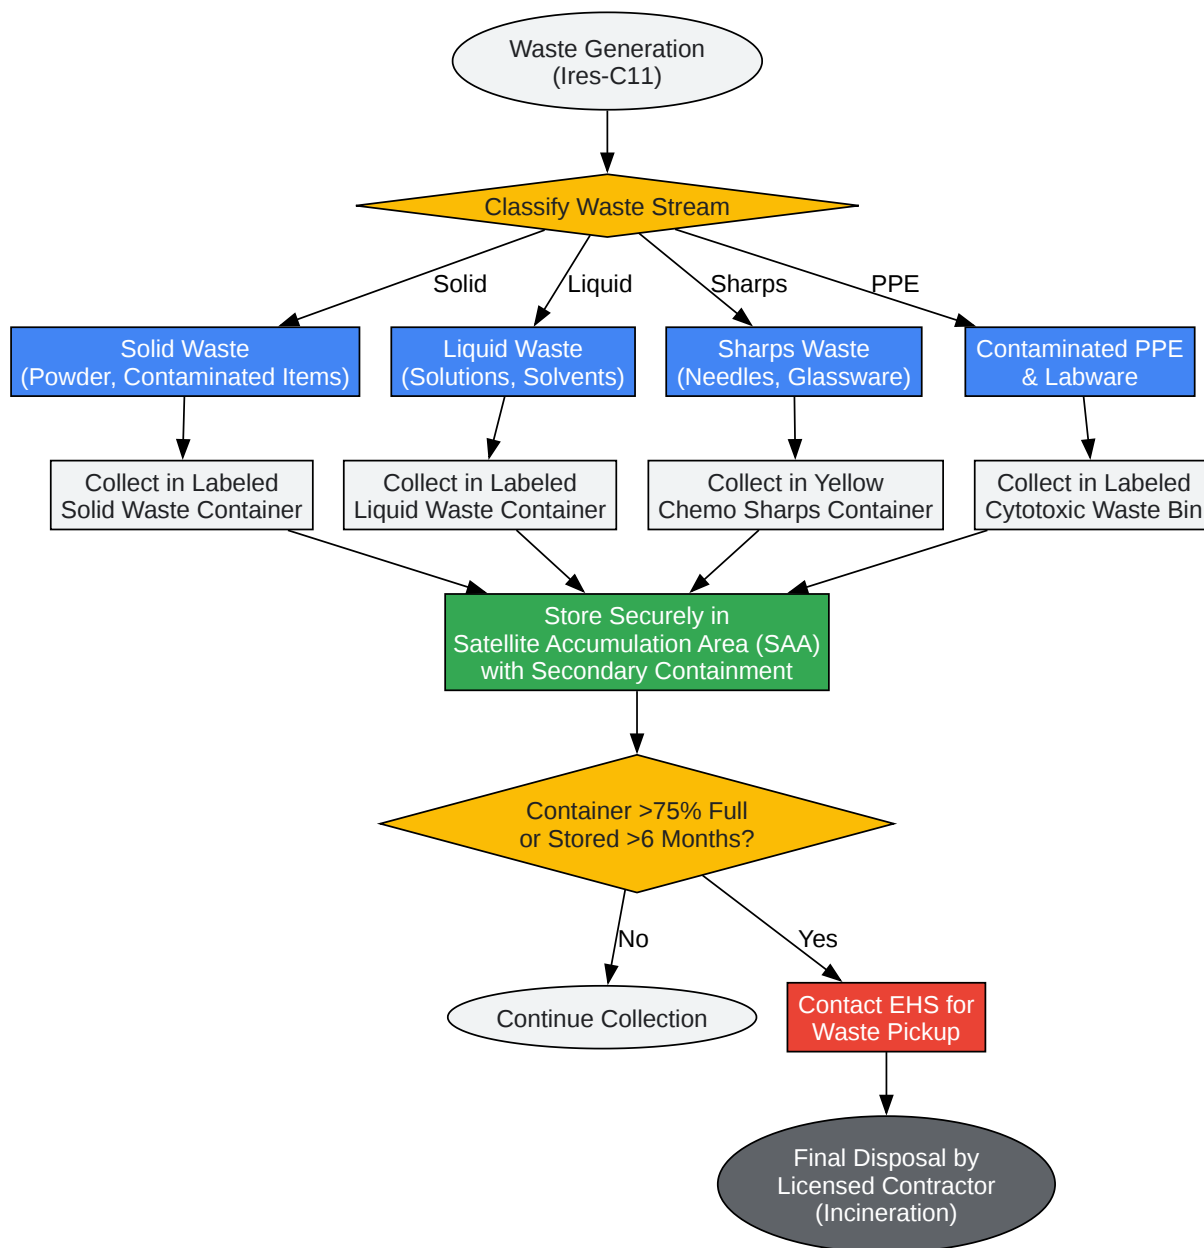 Waste Generation
(Ires-C11)
Classify Waste Stream
Solid
Liquid
Sharps
PPE
Solid Waste
(Powder, Contaminated Items)
Liquid Waste
(Solutions, Solvents)
Sharps Waste
(Needles, Glassware)
Contaminated PPE
& Labware
Collect in Labeled
Solid Waste Container
Collect in Labeled
Liquid Waste Container
Collect in Yellow
Chemo Sharps Container
Collect in Labeled
Cytotoxic Waste Bin
Store Securely in
Satellite Accumulation Area (SAA)
with Secondary Containment
Container >75% Full
or Stored >6 Months?
No
Yes
Continue Collection
Contact EHS for
Waste Pickup
Final Disposal by
Licensed Contractor
(Incineration)